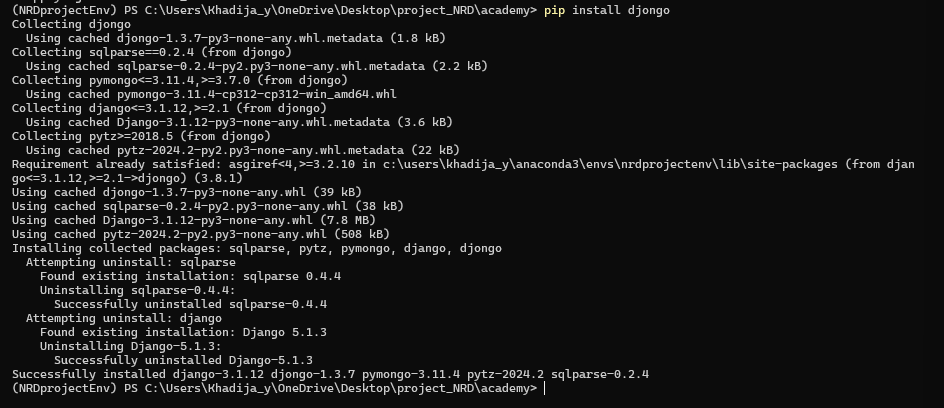 (NRDprojectEnv) PS C:\Users\Khadija_y\OneDrive\Desktop\project_NRD\academy> pip install djongo
Collecting djongo
  Using cached djongo-1.3.7-py3-none-any.whl.metadata (1.8 kB)
Collecting sqlparse==0.2.4 (from djongo)
  Using cached sqlparse-0.2.4-py2.py3-none-any.whl.metadata (2.2 kB)
Collecting pymongo<=3.11.4,>=3.7.0 (from djongo)
  Using cached pymongo-3.11.4-cp312-cp312-win_amd64.whl
Collecting django<=3.1.12,>=2.1 (from djongo)
  Using cached Django-3.1.12-py3-none-any.whl.metadata (3.6 kB)
Collecting pytz>=2018.5 (from djongo)
  Using cached pytz-2024.2-py2.py3-none-any.whl.metadata (22 kB)
Requirement already satisfied: asgiref<4,>=3.2.10 in c:\users\khadija_y\anaconda3\envs\nrdprojectenv\lib\site-packages (from djan
go<=3.1.12,>=2.1->djongo) (3.8.1)
Using cached djongo-1.3.7-py3-none-any.whl (39 kB)
Using cached sqlparse-0.2.4-py2.py3-none-any.whl (38 kB)
Using cached Django-3.1.12-py3-none-any.whl (7.8 MB)
Using cached pytz-2024.2-py2.py3-none-any.whl (508 kB)
Installing collected packages: sqlparse, pytz, pymongo, django, djongo
  Attempting uninstall: sqlparse
    Found existing installation: sqlparse 0.4.4
    Uninstalling sqlparse-0.4.4:
      Successfully uninstalled sqlparse-0.4.4
  Attempting uninstall: django
    Found existing installation: Django 5.1.3
    Uninstalling Django-5.1.3:
      Successfully uninstalled Django-5.1.3
Successfully installed django-3.1.12 djongo-1.3.7 pymongo-3.11.4 pytz-2024.2 sqlparse-0.2.4
(NRDprojectEnv) PS C:\Users\Khadija_y\OneDrive\Desktop\project_NRD\academy>